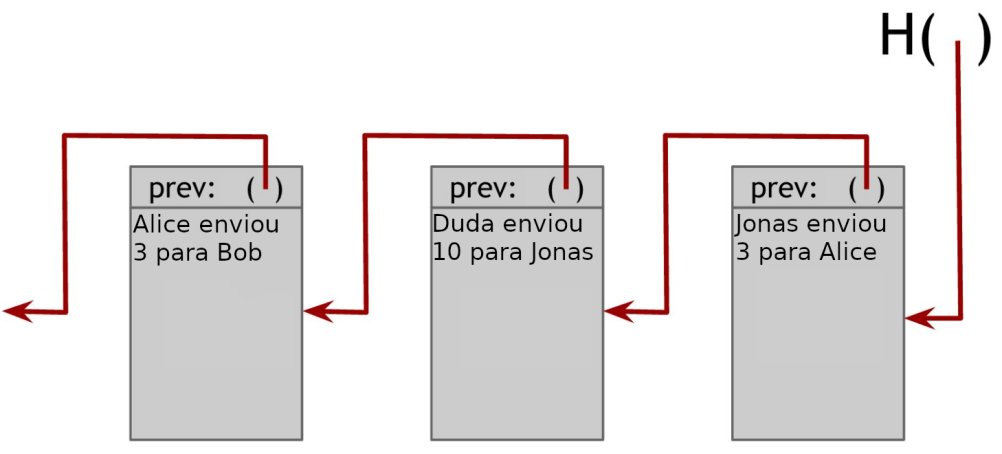 H( )
prev: ( )
Alice enviou
3 para Bob
prev: ( )
Duda enviou
10 para Jonas
prev: ( )
Jonas enviou
3 para Alice